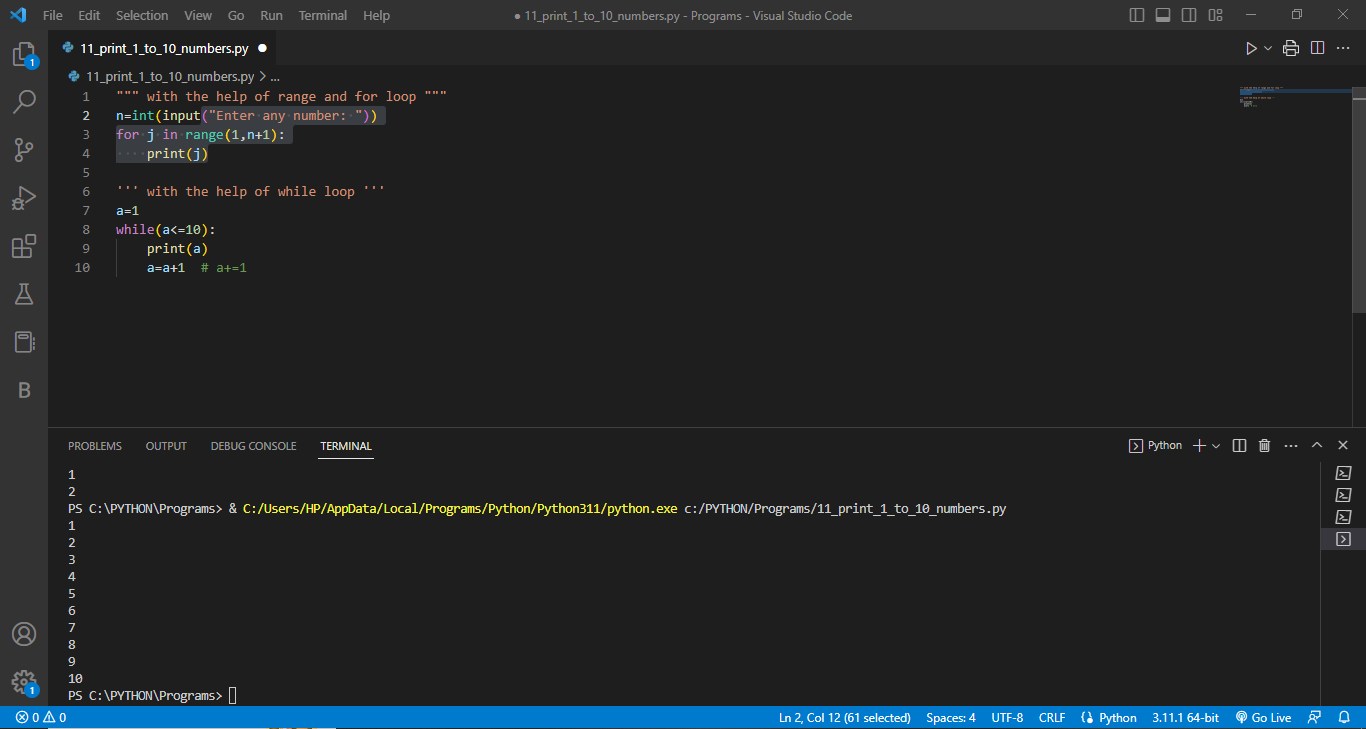 File Edit Selection View Go Run Terminal Help
● 11_print_1_to_10_numbers.py - Programs - Visual Studio Code
11_print_1_to_10_numbers.py ●
11_print_1_to_10_numbers.py > ...
1 """ with the help of range and for loop """
2 n=int(input("Enter any number: "))
3 for j in range(1,n+1):
4 ····print(j)
5
6 ''' with the help of while loop '''
7 a=1
8 while(a<=10):
9     print(a)
10     a=a+1  # a+=1
1
B
1
PROBLEMS OUTPUT DEBUG CONSOLE TERMINAL
Python
1
2
PS C:\PYTHON\Programs> & C:/Users/HP/AppData/Local/Programs/Python/Python311/python.exe c:/PYTHON/Programs/11_print_1_to_10_numbers.py
1
2
3
4
5
6
7
8
9
10
PS C:\PYTHON\Programs>
0 0 Ln 2, Col 12 (61 selected) Spaces: 4 UTF-8 CRLF Python 3.11.1 64-bit Go Live